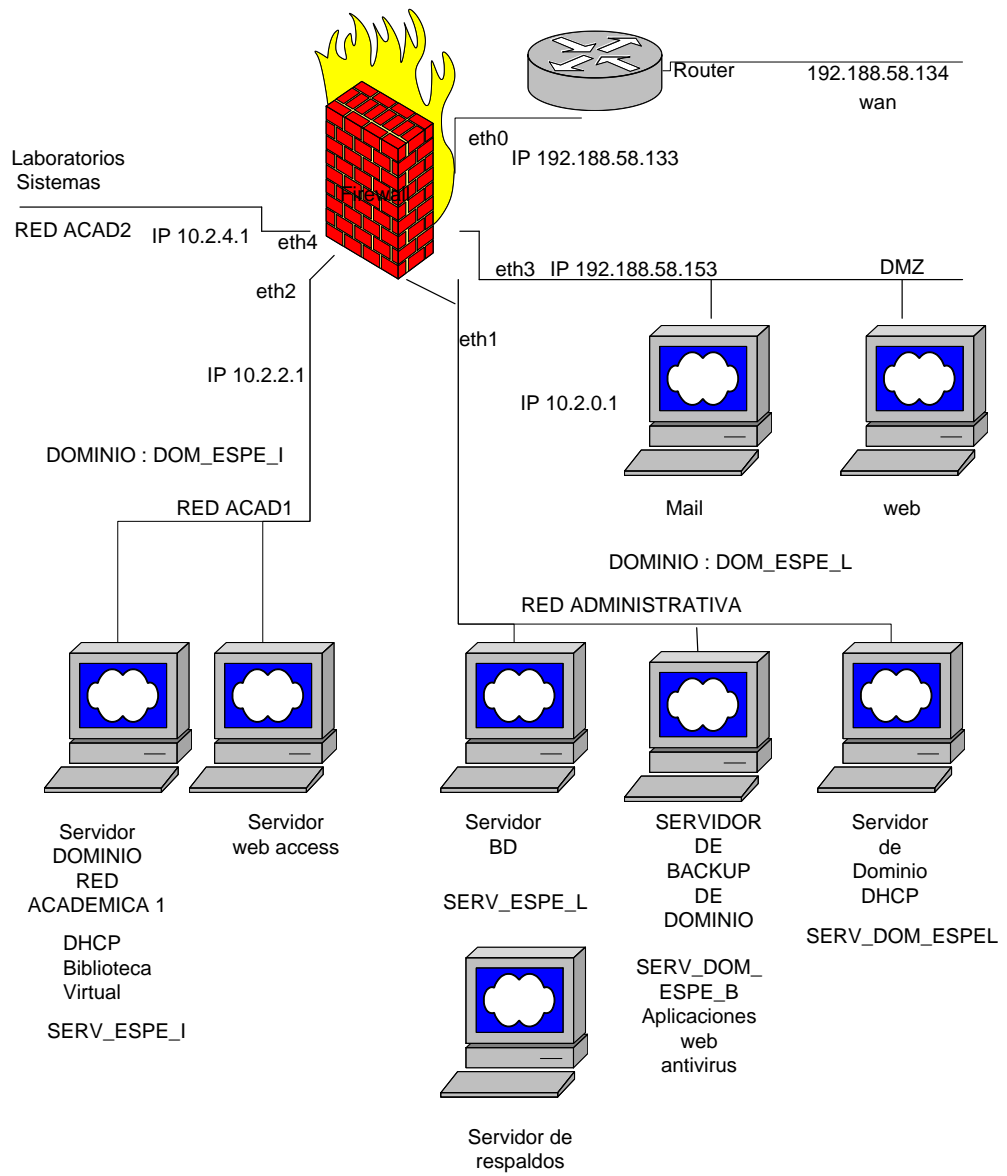 Router
192.188.58.134
wan
eth0
IP 192.188.58.133
Laboratorios
Sistemas
Firewall
RED ACAD2
IP 10.2.4.1
eth4
eth3
IP 192.188.58.153
DMZ
eth2
eth1
IP 10.2.2.1
IP 10.2.0.1
DOMINIO : DOM_ESPE_I
RED ACAD1
Mail
web
DOMINIO : DOM_ESPE_L
RED ADMINISTRATIVA
Servidor
DOMINIO
RED
ACADEMICA 1
DHCP
Biblioteca
Virtual
SERV_ESPE_I
Servidor
web access
Servidor
BD
SERV_ESPE_L
SERVIDOR
DE
BACKUP
DE
DOMINIO
SERV_DOM_
ESPE_B
Aplicaciones
web
antivirus
Servidor
de
Dominio
DHCP
SERV_DOM_ESPEL
Servidor de
respaldos